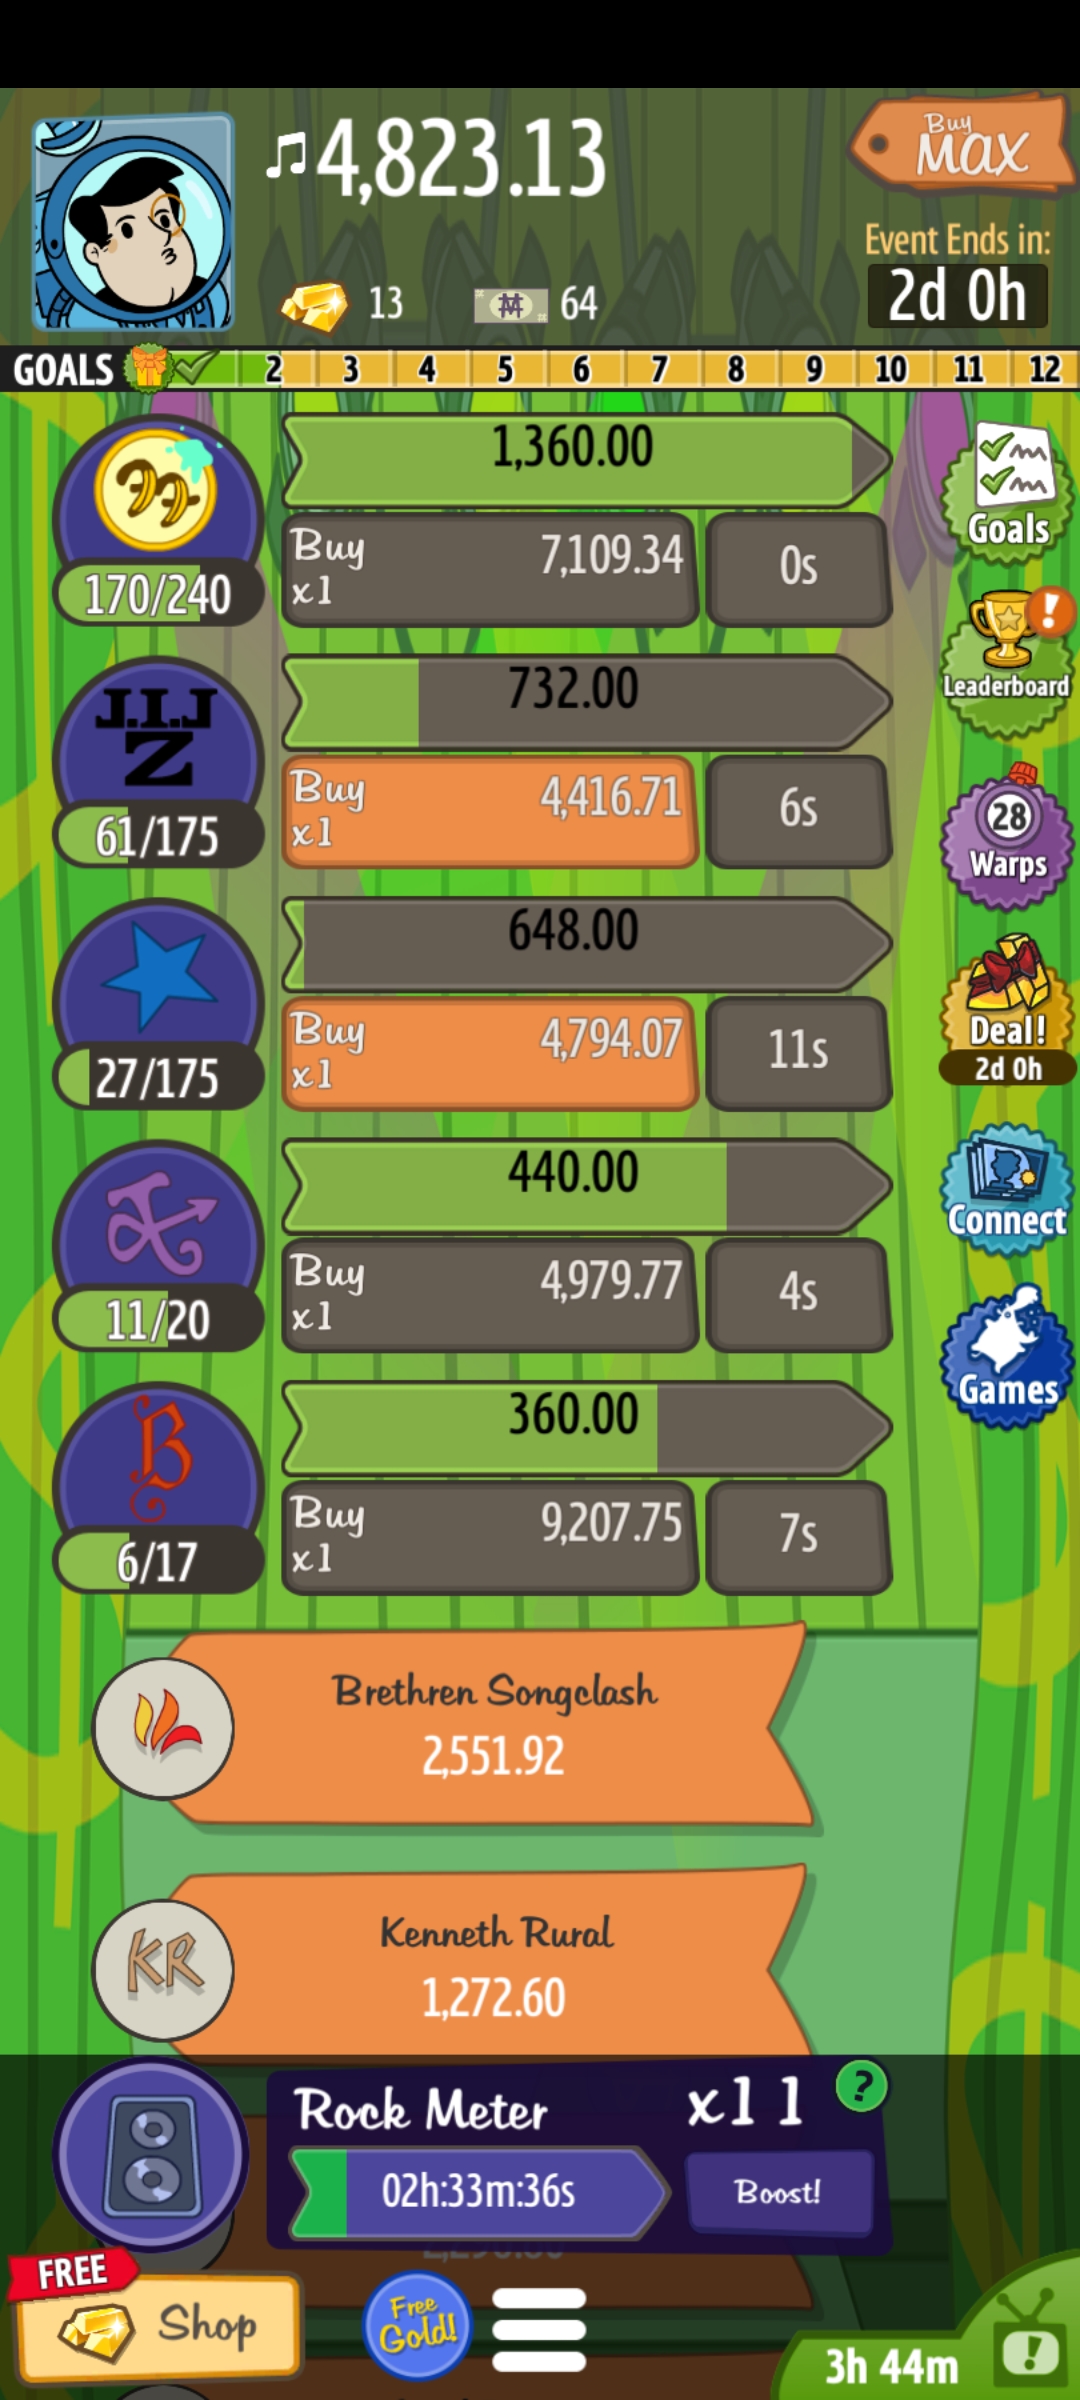 4,823.13
Buy
MAX
Event Ends in:
2d 0h
13
64
GOALS
2 3 4 5 6 7 8 9 10 11 12
1,360.00
Buy
x1
7,109.34
0s
170/240
Goals
J.I.J
Z
732.00
Buy
x1
4,416.71
6s
61/175
Leaderboard
648.00
Buy
x1
4,794.07
11s
27/175
28
Warps
Deal!
2d 0h
440.00
Buy
x1
4,979.77
4s
11/20
Connect
B
360.00
Buy
x1
9,207.75
7s
6/17
Games
Brethren Songclash
2,551.92
KR
Kenneth Rural
1,272.60
Rock Meter
x11
?
02h:33m:36s
Boost!
FREE
Shop
Free
Gold!
3h 44m
!